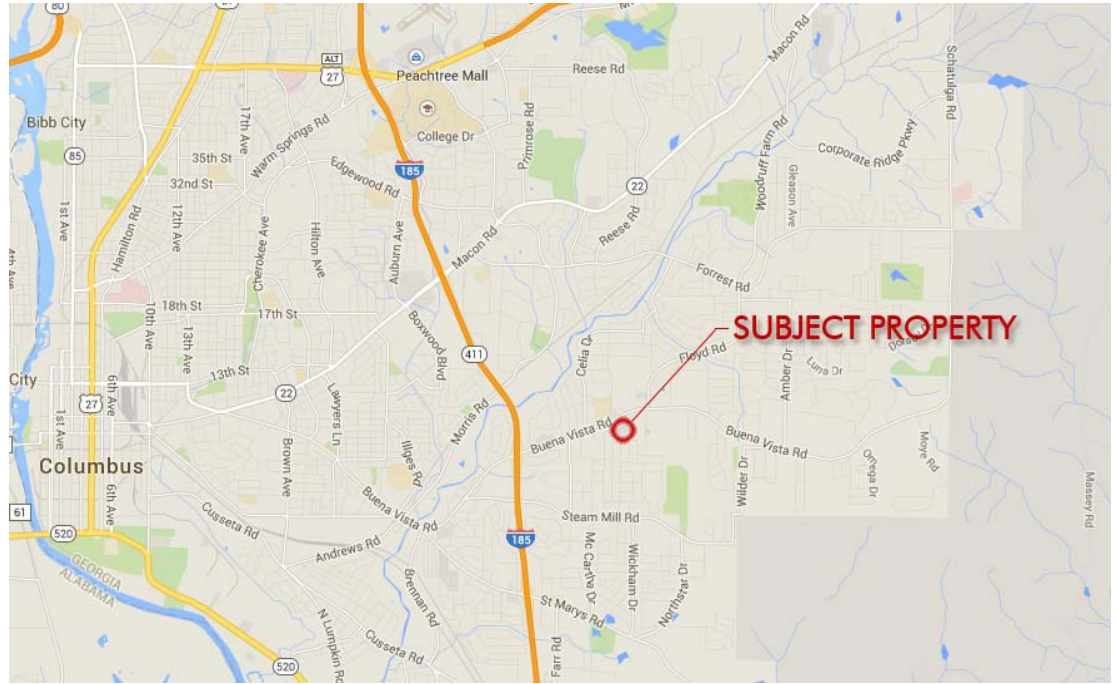 80
27
Macon Rd
ALT
27
Peachtree Mall
Reese Rd
Schatulga Rd
Bibb City
17th Ave
Warm Springs Rd
College Dr
Primrose Rd
Woodruff Farm Rd
Corporate Ridge Pkwy
85
35th St
32nd St
Edgewood Rd
185
22
Gleason Ave
1st Ave
Hamilton Rd
12th Ave
Cherokee Ave
Hilton Ave
Auburn Ave
Macon Rd
Reese Rd
4th Ave
Forrest Rd
18th St
17th St
10th Ave
13th Ave
Boxwood Blvd
411
Celia Dr
Floyd Rd
SUBJECT PROPERTY
Amber Dr
Luna Dr
City
13th St
22
6th Ave
27
1st Ave
Lawyers Ln
Morris Rd
Buena Vista Rd
Buena Vista Rd
Columbus
Brown Ave
Illges Rd
Wilder Dr
Omega Dr
Moye Rd
Massey Rd
6th Ave
61
520
Cusseta Rd
Buena Vista Rd
Steam Mill Rd
185
Andrews Rd
GEORGIA
ALABAMA
Brennan Rd
Mc Cartha Dr
Wickham Dr
Northstar Dr
St Marys Rd
N Lumpkin Rd
Cusseta Rd
520
Farr Rd